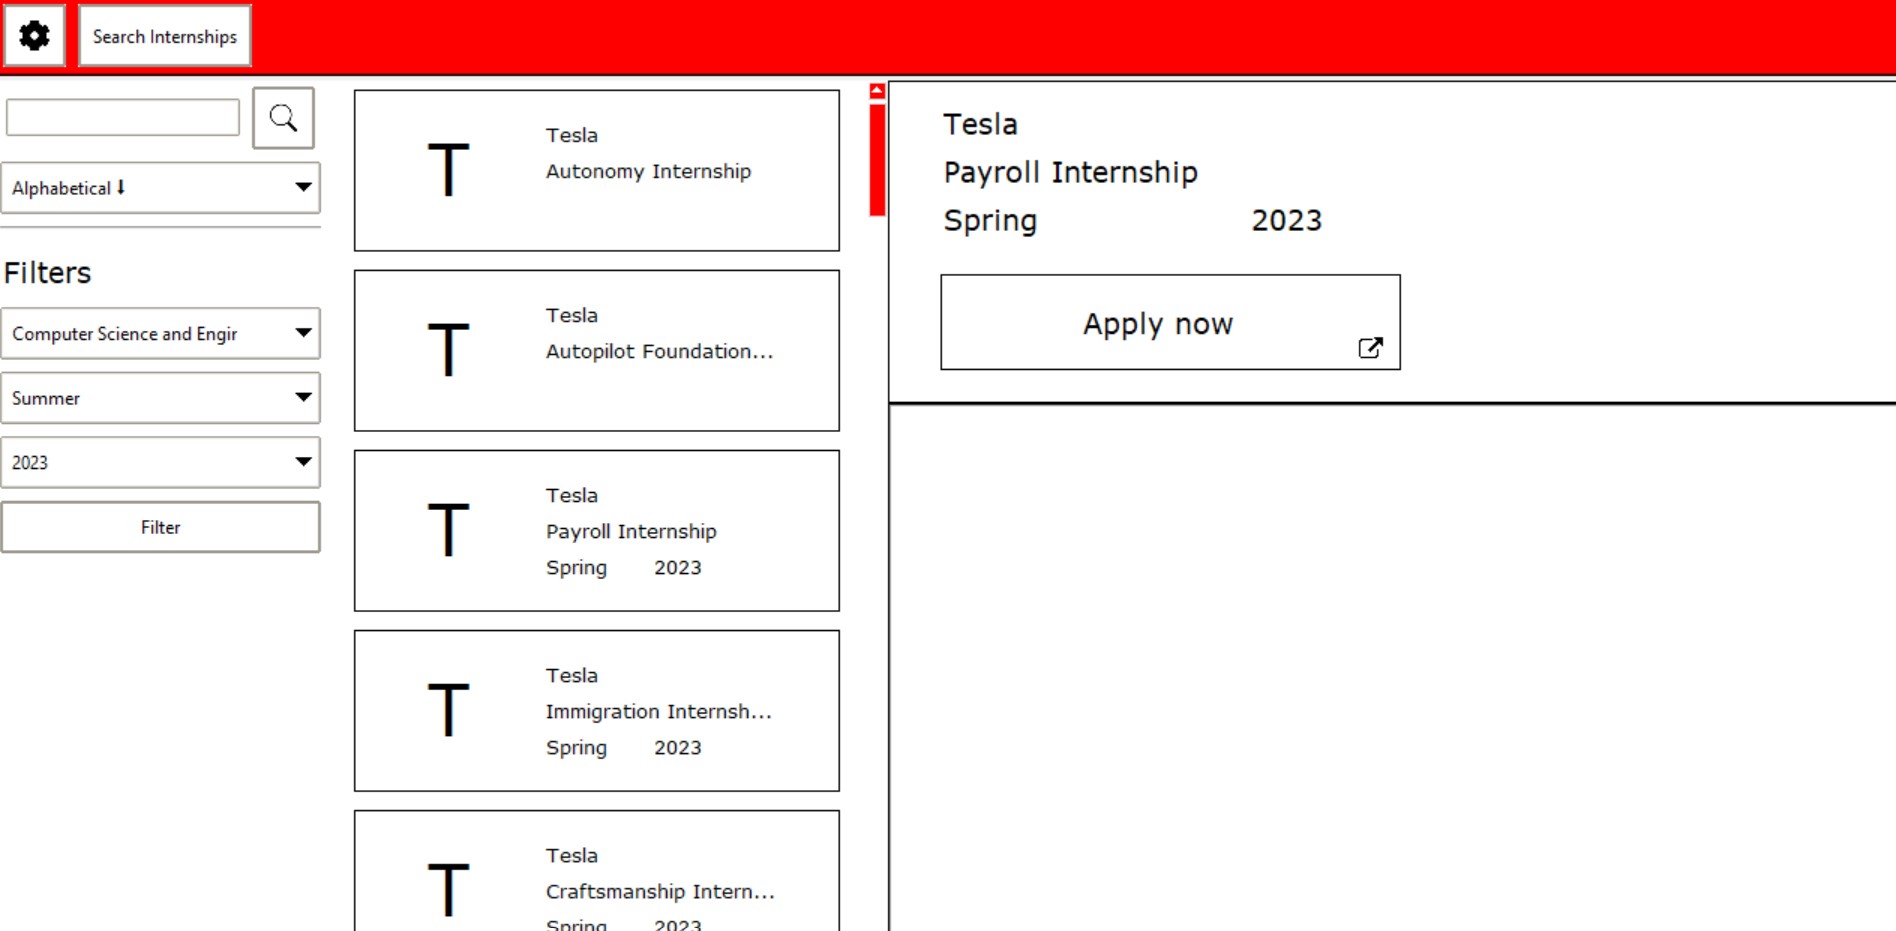 Search Internships
Alphabetical ⬇
Filters
Computer Science and Engir
Summer
2023
Filter
T
Tesla
Autonomy Internship
T
Tesla
Autopilot Foundation...
T
Tesla
Payroll Internship
Spring 2023
T
Tesla
Immigration Internsh...
Spring 2023
T
Tesla
Craftsmanship Intern...
Spring 2023
Tesla
Payroll Internship
Spring 2023
Apply now